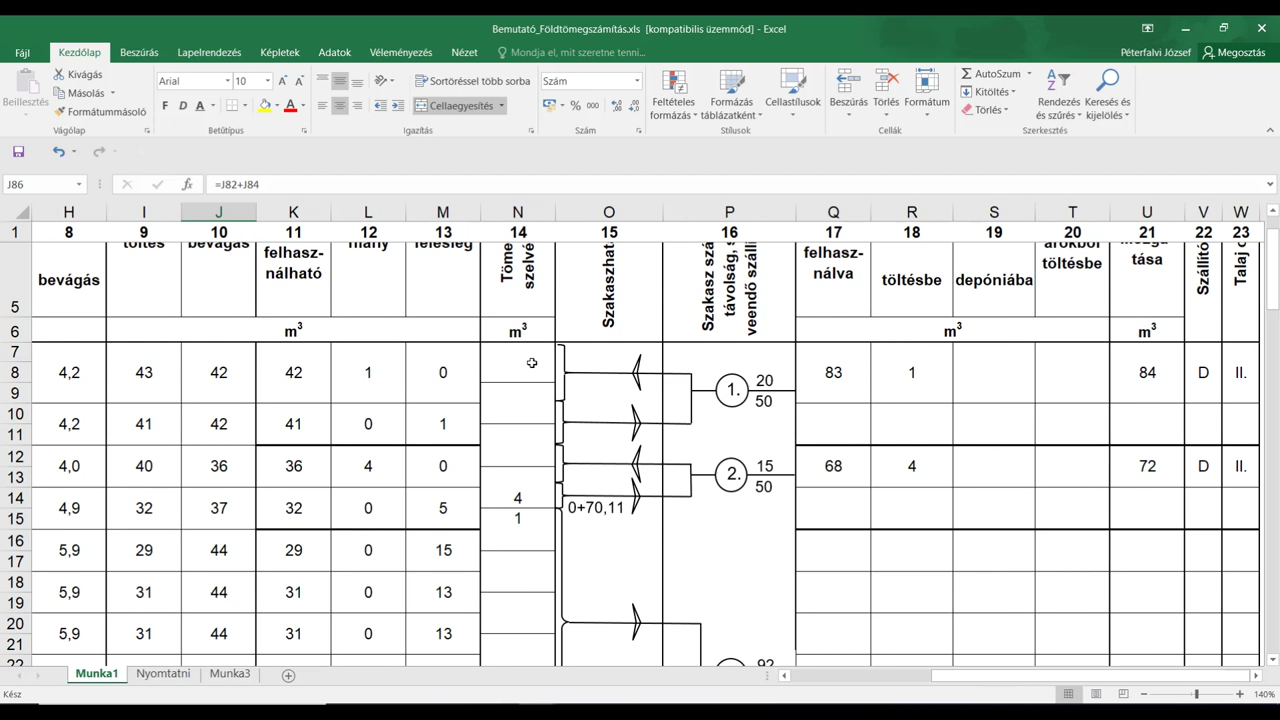 Bemutató_Földtömegszámítás.xls [kompatibilis üzemmód] - Excel
Fájl Kezdőlap Beszúrás Lapelrendezés Képletek Adatok Véleményezés Nézet Mondja el, mit szeretne tenni... Péterfalvi József Megosztás
Beillesztés Kivágás Másolás Formátummásoló Vágólap
Arial 10 F D A Betűtípus
Sortöréssel több sorba Cellaegyesítés Igazítás
Szám % 000 Szám
Feltételes formázás Formázás táblázatként Cellastílusok Stílusok
Beszúrás Törlés Formátum Cellák
AutoSzum Kitöltés Törlés Rendezés és szűrés Keresés és kijelölés Szerkesztés
J86 fx =J82+J84
H I J K L M N O P Q R S T U V W
1 8 9 10 11 12 13 14 15 16 17 18 19 20 21 22 23
5 bevágás töltés bevágás felhasz-nálható felesleg Szakaszhat felhasz-nálva töltésbe depóniába árokból töltésbe Szállító
6 m³ m³ m³ m³
7
8 4,2 43 42 42 1 0 1. 20 83 1 84 D II.
9 50
10 4,2 41 42 41 0 1
11
12 4,0 40 36 36 4 0 2. 15 68 4 72 D II.
13 50
14 4,9 32 37 32 0 5 4 0+70,11
15 1
16 5,9 29 44 29 0 15
17
18 5,9 31 44 31 0 13
19
20 5,9 31 44 31 0 13
21
22 92
Munka1 Nyomtatni Munka3
Kész 140%